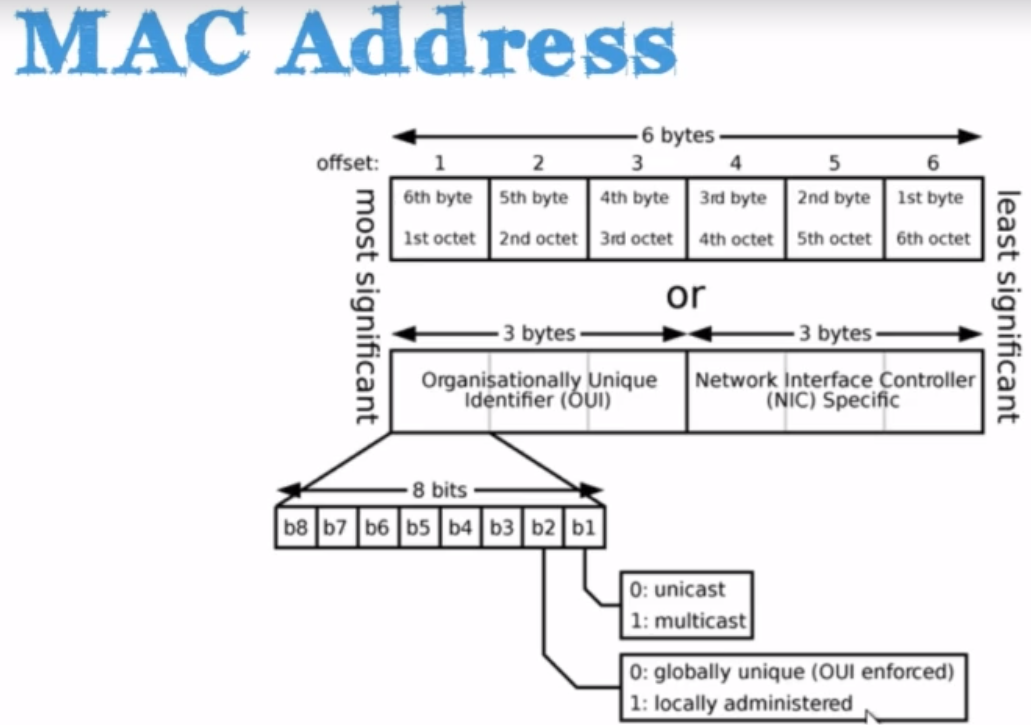 MAC Address
6 bytes
offset: 1 2 3 4 5 6
6th byte 5th byte 4th byte 3rd byte 2nd byte 1st byte
1st octet 2nd octet 3rd octet 4th octet 5th octet 6th octet
most significant
least significant
or
3 bytes 3 bytes
Organisationally Unique Network Interface Controller
Identifier (OUI) (NIC) Specific
8 bits
b8 b7 b6 b5 b4 b3 b2 b1
0: unicast
1: multicast
0: globally unique (OUI enforced)
1: locally administered